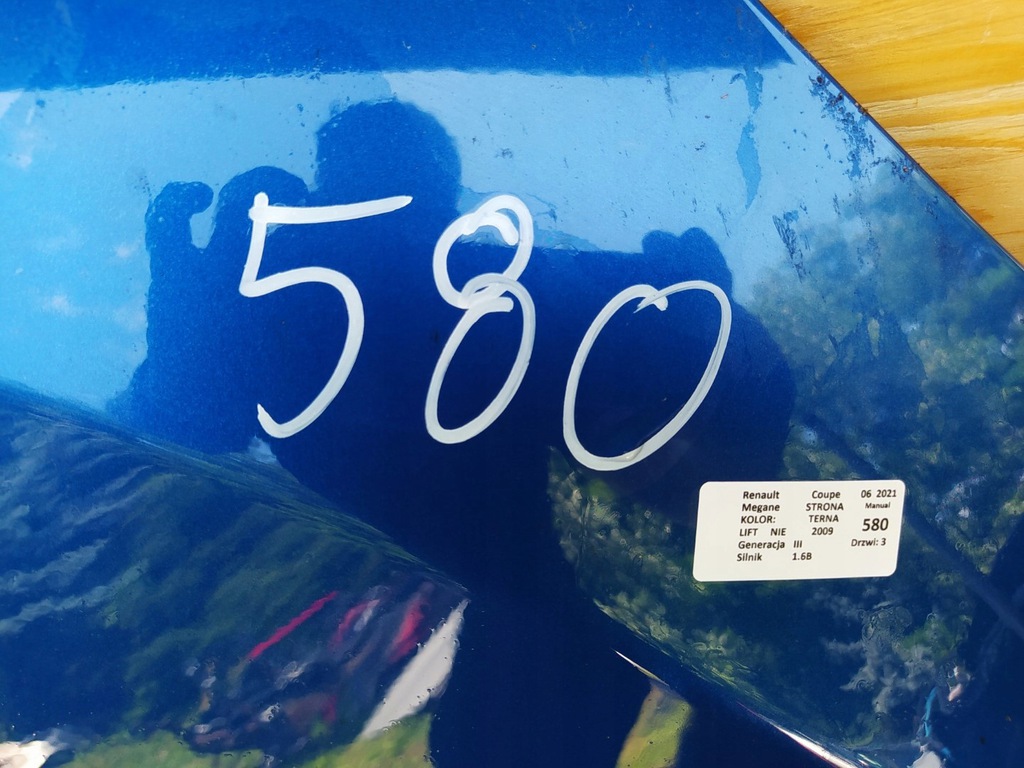 580
Renault Coupe 06 2021
Megane STRONA Manual
KOLOR: TERNA 580
LIFT NIE 2009
Generacja III Drzwi: 3
Silnik 1.6B